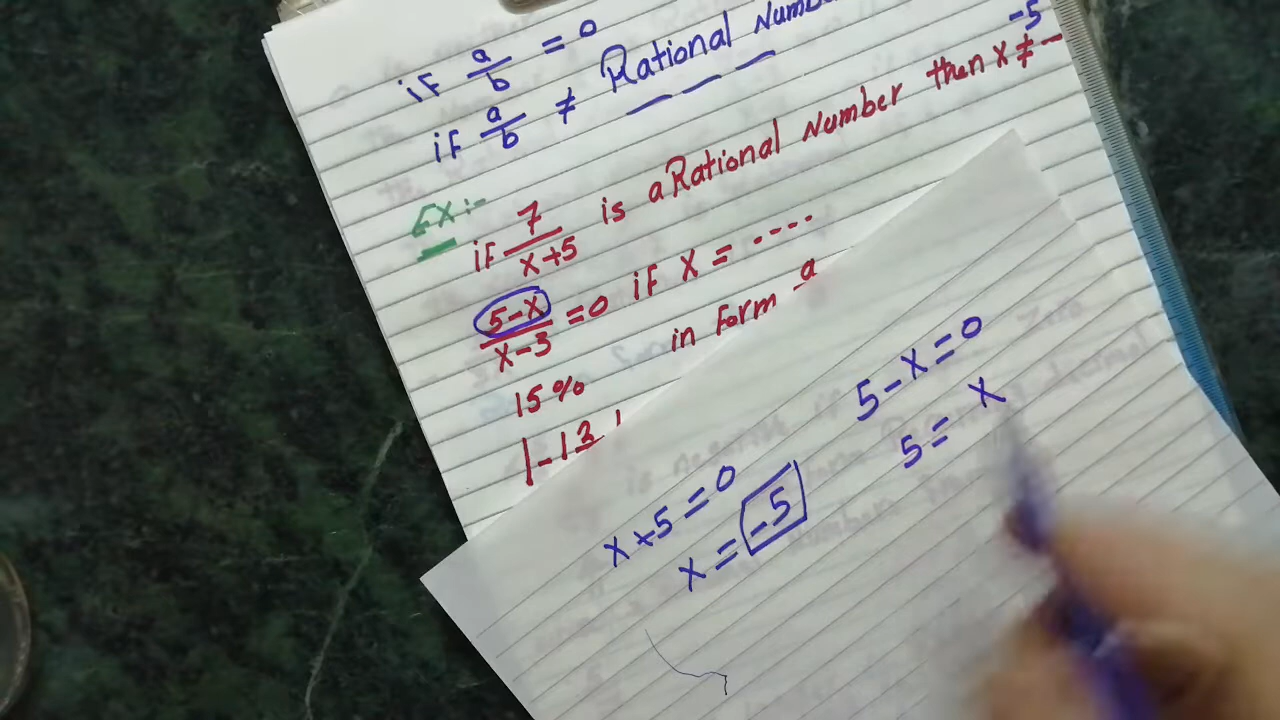 if a/b = 0
if a/b ≠ Rational Number
Ex :-
if 7/x+5 is a Rational Number then x ≠ -5 ---
5-x/x-3 = 0 if x = ....
15% in form a
|-13|
x+5=0
x = -5
5-x=0
5= x